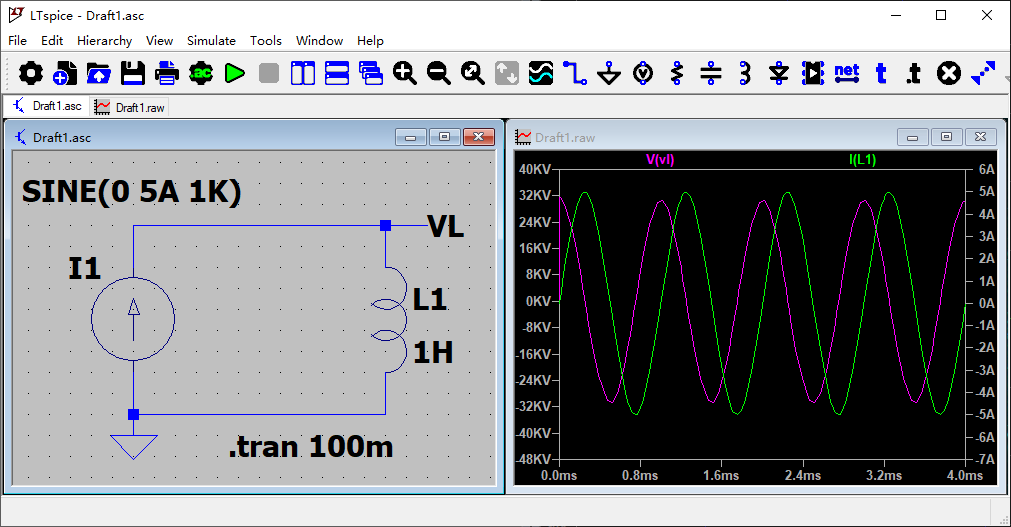 LTspice - Draft1.asc
File Edit Hierarchy View Simulate Tools Window Help
.ac net t .t
Draft1.asc Draft1.raw
Draft1.asc
SINE(0 5A 1K)
VL
I1
L1
1H
.tran 100m
Draft1.raw
V(vl) I(L1)
40KV 6A
32KV 5A
24KV 4A
16KV 3A
8KV 2A
0KV 1A
-8KV 0A
-16KV -1A
-24KV -2A
-32KV -3A
-40KV -4A
-48KV -5A
-6A
-7A
0.0ms 0.8ms 1.6ms 2.4ms 3.2ms 4.0ms